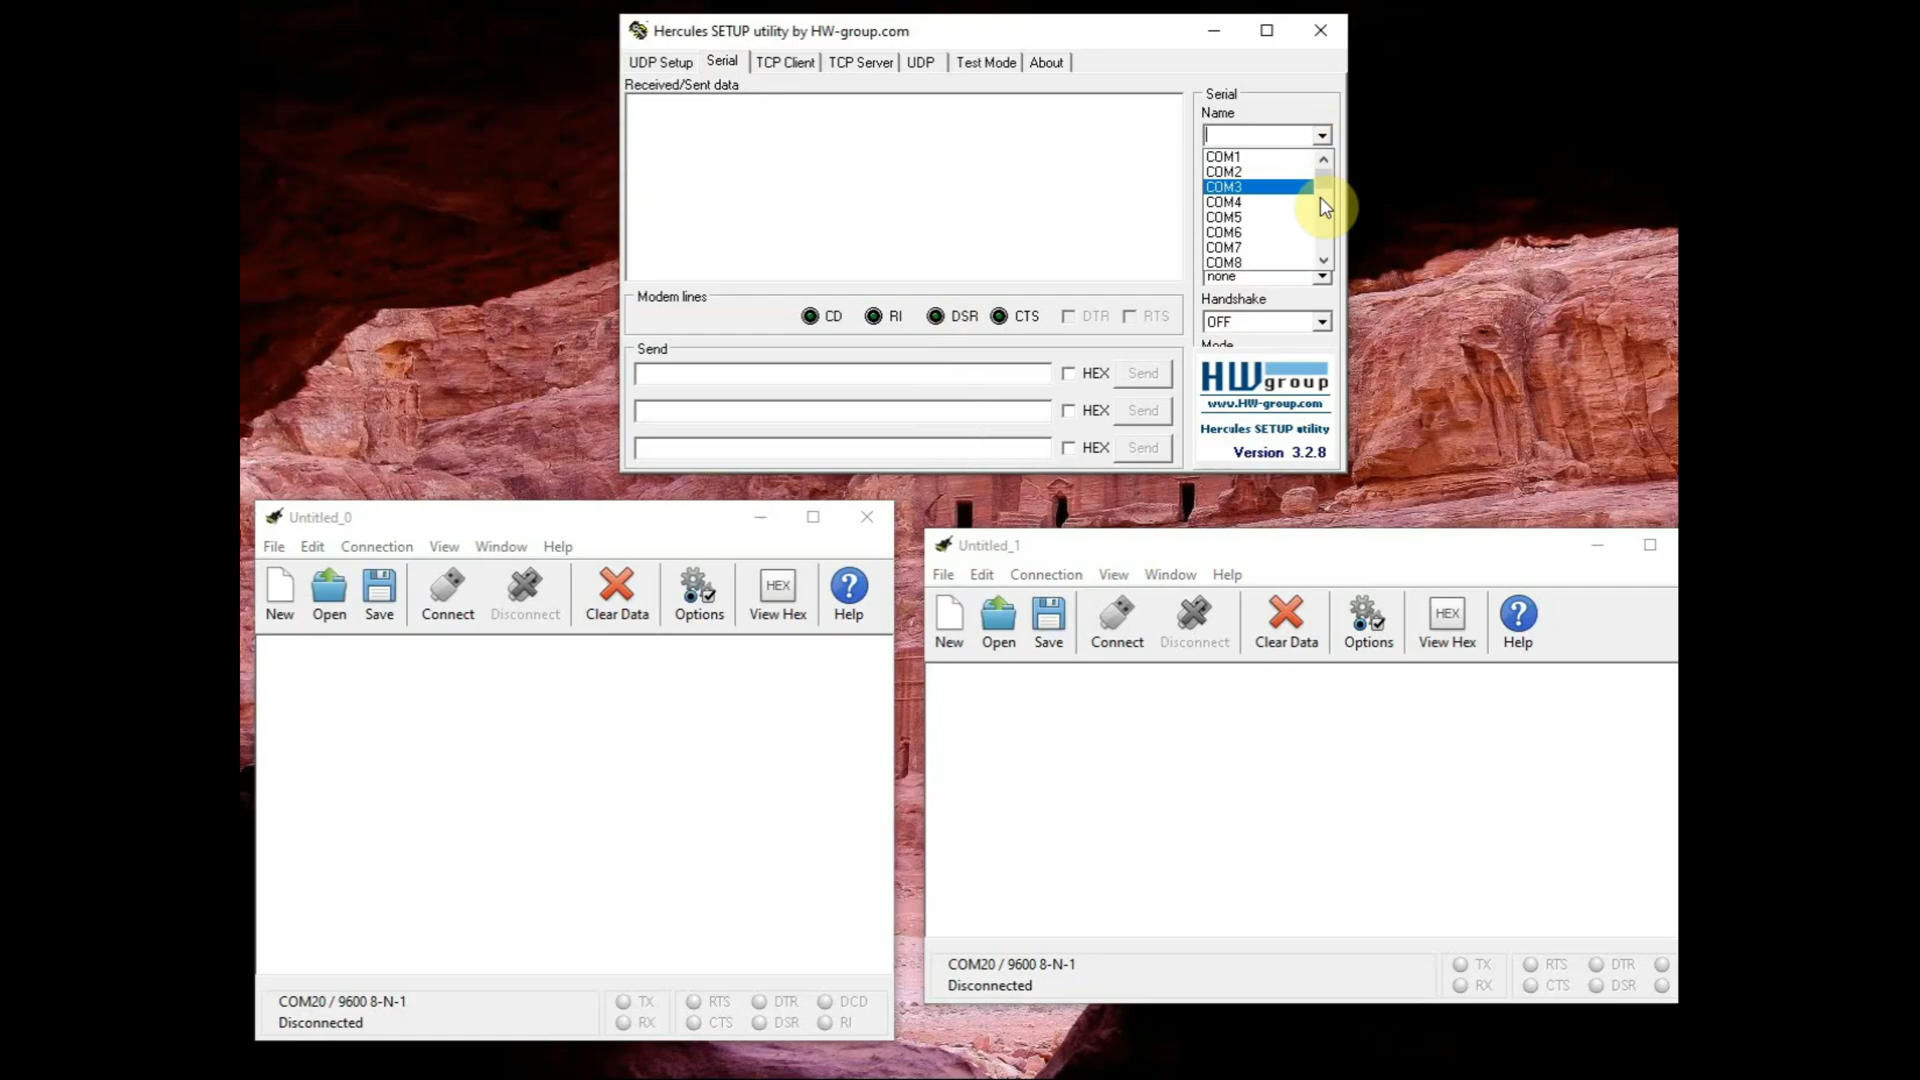 Hercules SETUP utility by HW-group.com
UDP Setup Serial TCP Client TCP Server UDP Test Mode About
Received/Sent data
Serial
Name
COM1
COM2
COM3
COM4
COM5
COM6
COM7
COM8
none
Handshake
OFF
Mode
Modem lines
CD RI DSR CTS DTR RTS
Send
HEX Send
HEX Send
HEX Send
HW group
www.HW-group.com
Hercules SETUP utility
Version 3.2.8
Untitled_0
File Edit Connection View Window Help
New Open Save Connect Disconnect Clear Data Options View Hex Help
HEX
COM20 / 9600 8-N-1
Disconnected
TX RTS DTR DCD
RX CTS DSR RI
Untitled_1
File Edit Connection View Window Help
New Open Save Connect Disconnect Clear Data Options View Hex Help
HEX
COM20 / 9600 8-N-1
Disconnected
TX RTS DTR
RX CTS DSR